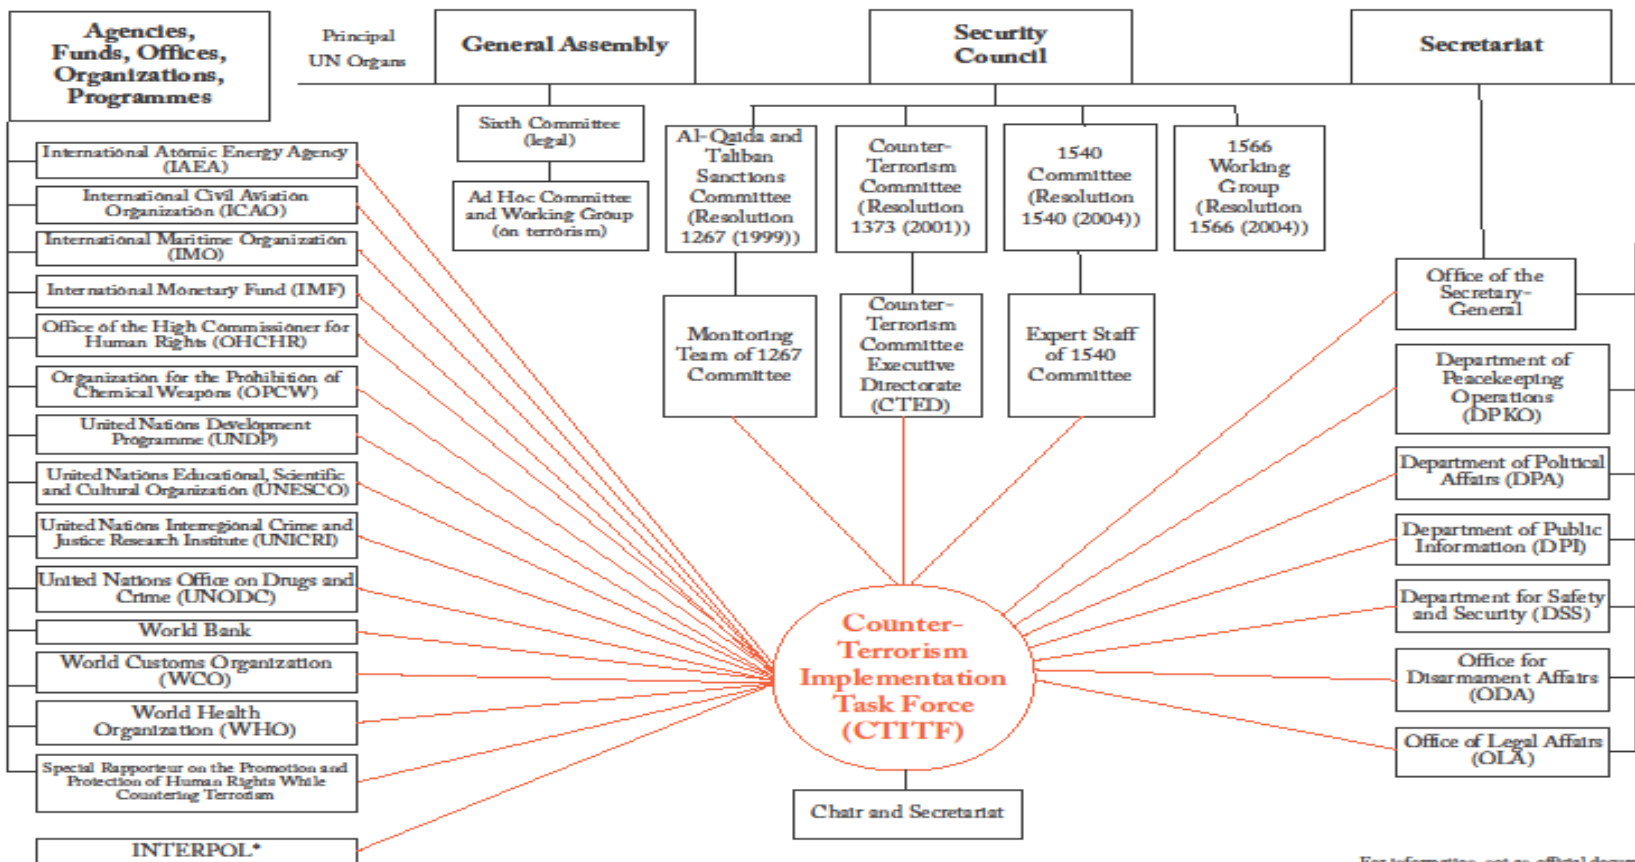 Agencies,
Funds, Offices,
Organizations,
Programmes
Principal
UN Organs
General Assembly
Security
Council
Secretariat
International Atomic Energy Agency
(IAEA)
International Civil Aviation
Organization (ICAO)
International Maritime Organization
(IMO)
International Monetary Fund (IMF)
Office of the High Commissioner for
Human Rights (OHCHR)
Organization for the Prohibition of
Chemical Weapons (OPCW)
United Nations Development
Programme (UNDP)
United Nations Educational, Scientific
and Cultural Organization (UNESCO)
United Nations Interregional Crime and
Justice Research Institute (UNICRI)
United Nations Office on Drugs and
Crime (UNODC)
World Bank
World Customs Organization
(WCO)
World Health
Organization (WHO)
Special Rapporteur on the Promotion and
Protection of Human Rights While
Countering Terrorism
INTERPOL*
Sixth Committee
(legal)
Ad Hoc Committee
and Working Group
(on terrorism)
Al-Qaida and
Taliban
Sanctions
Committee
(Resolution
1267 (1999))
Counter-
Terrorism
Committee
(Resolution
1373 (2001))
1540
Committee
(Resolution
1540 (2004))
1566
Working
Group
(Resolution
1566 (2004))
Monitoring
Team of 1267
Committee
Counter-
Terrorism
Committee
Executive
Directorate
(CTED)
Expert Staff
of 1540
Committee
Office of the
Secretary-
General
Department of
Peacekeeping
Operations
(DPKO)
Department of Political
Affairs (DPA)
Department of Public
Information (DPI)
Department for Safety
and Security (DSS)
Office for
Disarmament Affairs
(ODA)
Office of Legal Affairs
(OLA)
Counter-
Terrorism
Implementation
Task Force
(CTITF)
Chair and Secretariat
For information, not an official